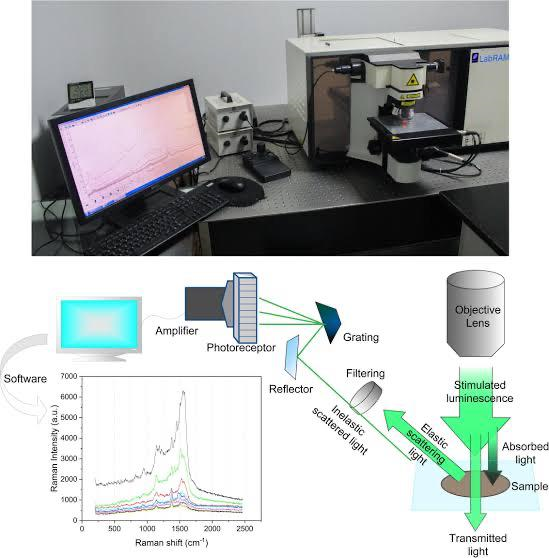 LabRAM
Objective
Lens
Amplifier
Photoreceptor
Grating
Reflector
Filtering
Software
Stimulated
luminescence
Inelastic
scattered light
Elastic
scattering
light
Absorbed
light
Sample
Transmitted
light
7000
6000
5000
4000
3000
2000
1000
0
Raman Intensity (a.u.)
0 500 1000 1500 2000 2500
Raman shift (cm⁻¹)